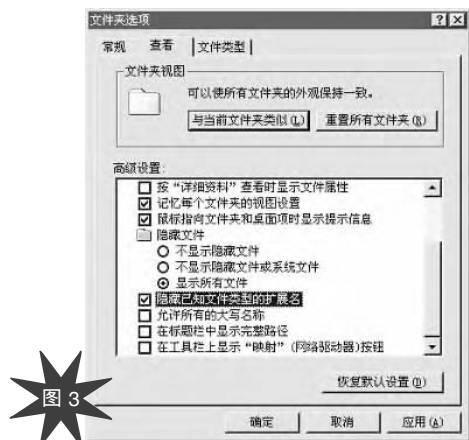 文件夹选项
常规 查看 文件类型
文件夹视图
可以使所有文件夹的外观保持一致。
与当前文件夹类似(L) 重置所有文件夹(R)
高级设置:
按“详细资料”查看时显示文件属性
记忆每个文件夹的视图设置
鼠标指向文件夹和桌面项时显示提示信息
隐藏文件
不显示隐藏文件
不显示隐藏文件或系统文件
显示所有文件
隐藏已知文件类型的扩展名
允许所有的大写名称
在标题栏中显示完整路径
在工具栏上显示“映射”(网络驱动器)按钮
恢复默认设置(D)
图 3
确定 取消 应用(A)